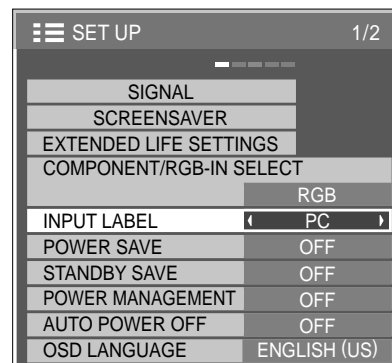 SET UP 1/2
SIGNAL
SCREENSAVER
EXTENDED LIFE SETTINGS
COMPONENT/RGB-IN SELECT
RGB
INPUT LABEL PC
POWER SAVE OFF
STANDBY SAVE OFF
POWER MANAGEMENT OFF
AUTO POWER OFF OFF
OSD LANGUAGE ENGLISH (US)